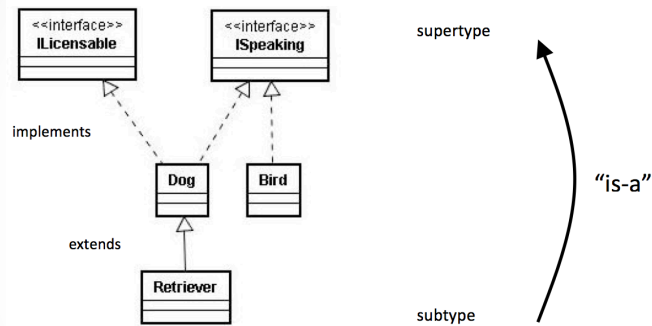 <<interface>>
ILicensable
<<interface>>
ISpeaking
supertype
implements
Dog
Bird
“is-a”
extends
Retriever
subtype